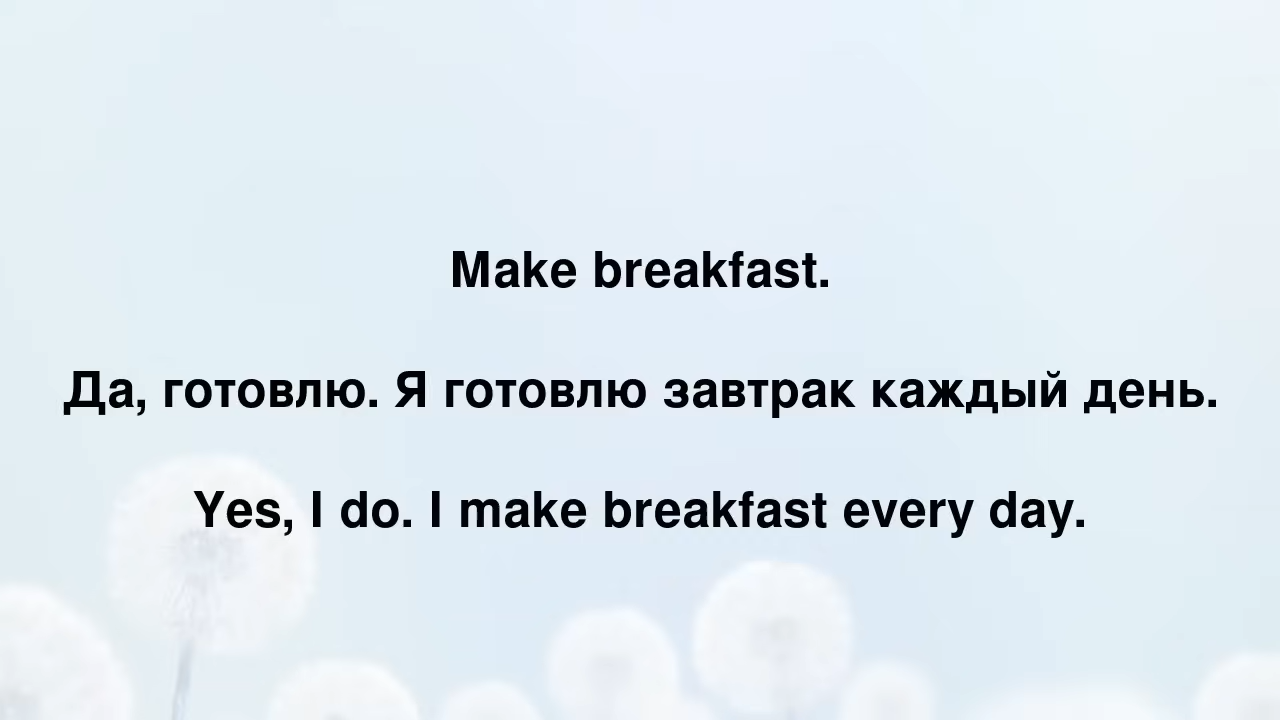 Make breakfast.
Да, готовлю. Я готовлю завтрак каждый день.
Yes, I do. I make breakfast every day.